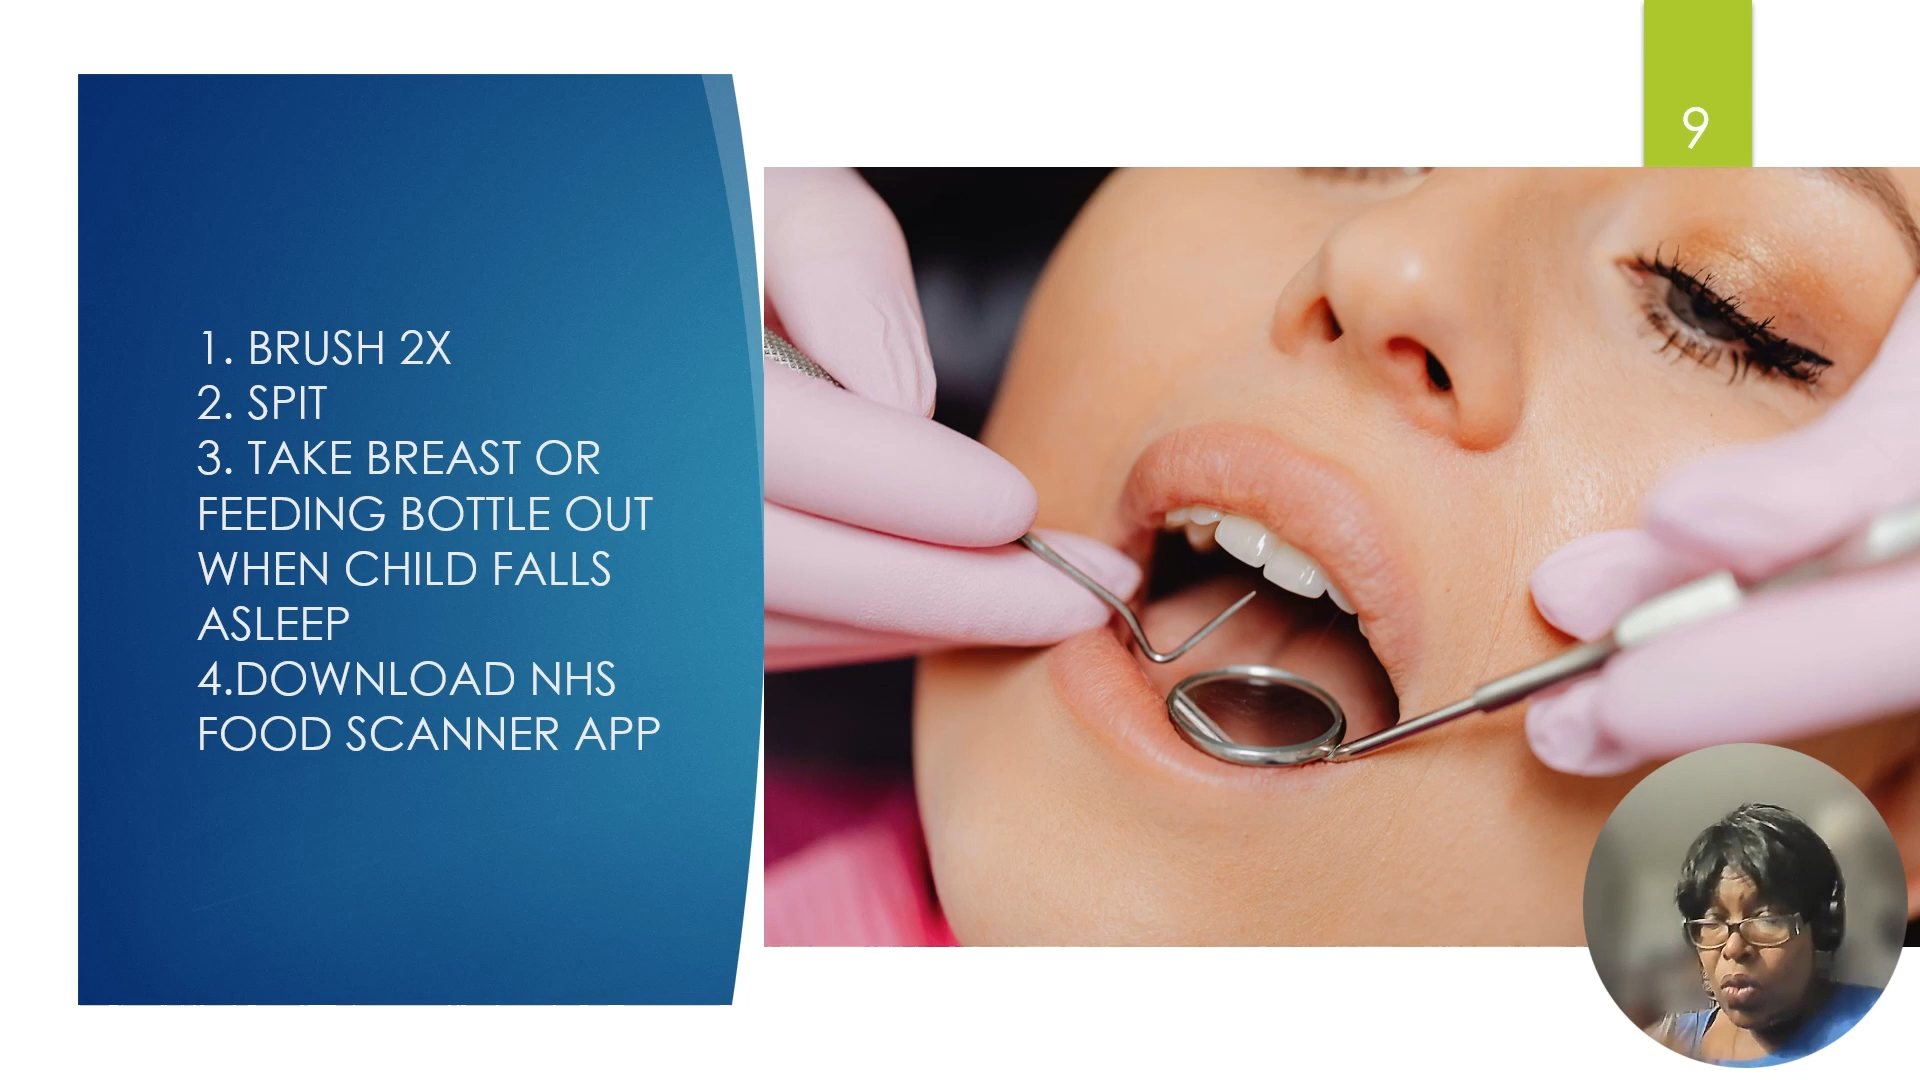 9
1. BRUSH 2X
2. SPIT
3. TAKE BREAST OR
FEEDING BOTTLE OUT
WHEN CHILD FALLS
ASLEEP
4.DOWNLOAD NHS
FOOD SCANNER APP